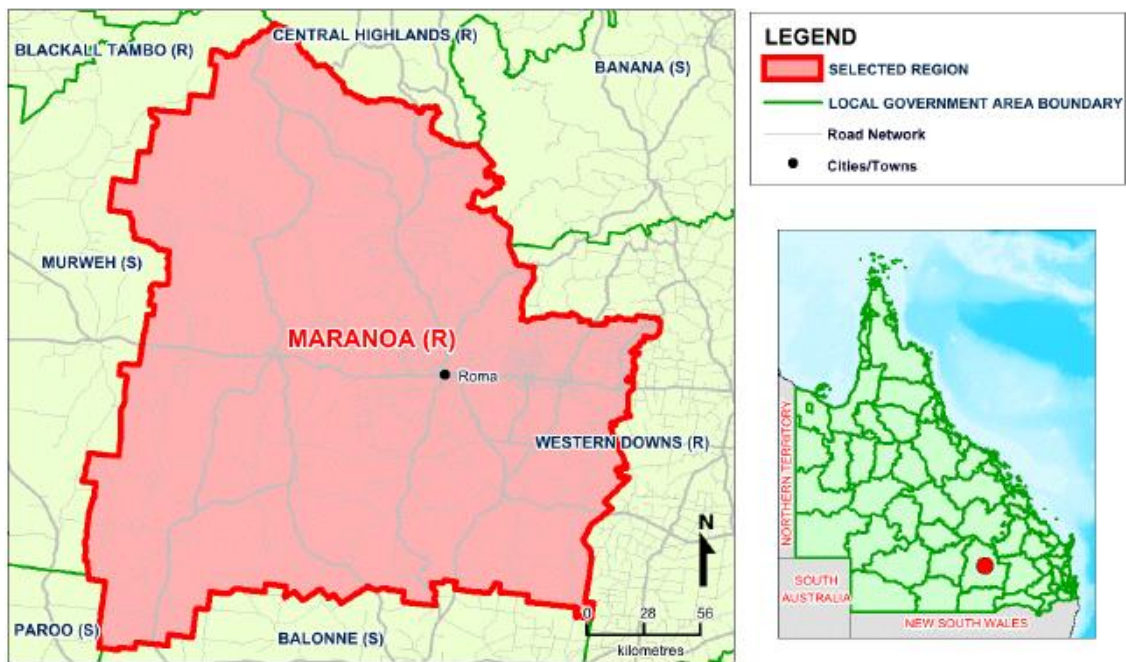 BLACKALL TAMBO (R)
CENTRAL HIGHLANDS (R)
BANANA (S)
MURWEH (S)
MARANOA (R)
Roma
WESTERN DOWNS (R)
N
0 28 56
kilometres
PAROO (S)
BALONNE (S)
LEGEND
SELECTED REGION
LOCAL GOVERNMENT AREA BOUNDARY
Road Network
Cities/Towns
NORTHERN TERRITORY
SOUTH
AUSTRALIA
NEW SOUTH WALES